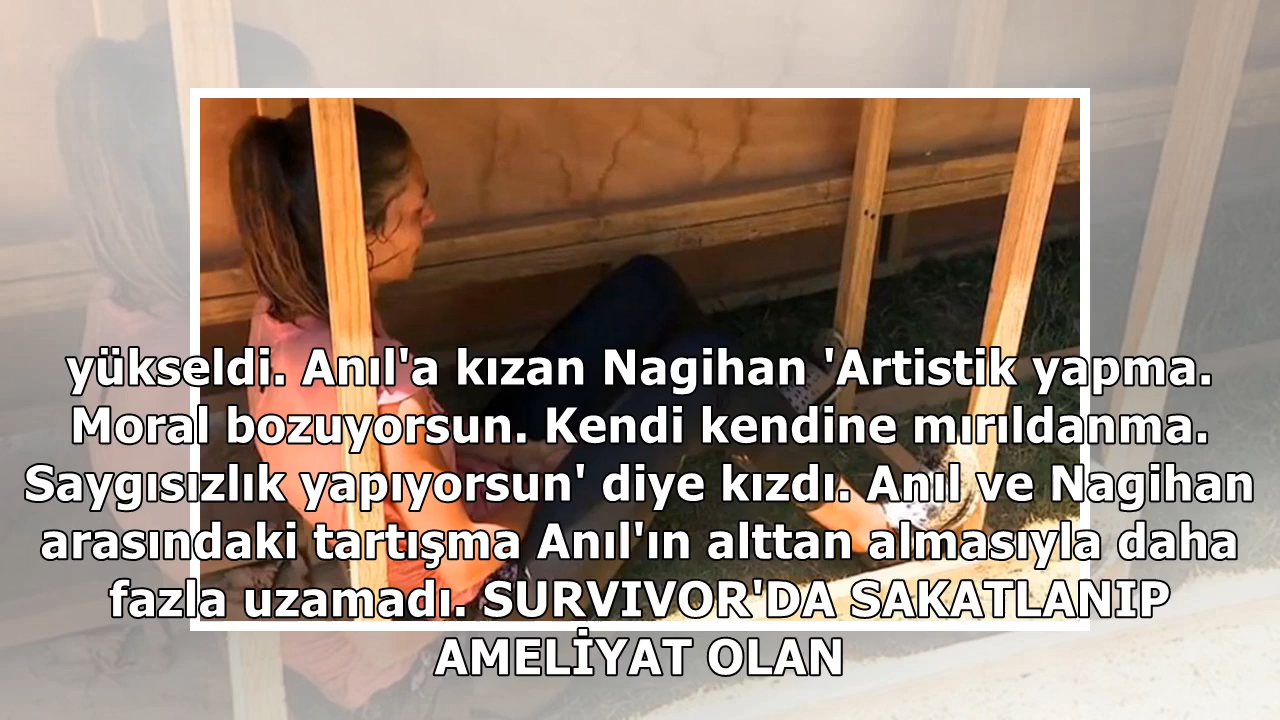 yükseldi. Anıl'a kızan Nagihan 'Artistik yapma.
Moral bozuyorsun. Kendi kendine mırıldanma.
Saygısızlık yapıyorsun' diye kızdı. Anıl ve Nagihan
arasındaki tartışma Anıl'ın alttan almasıyla daha
fazla uzamadı. SURVIVOR'DA SAKATLANIP
AMELİYAT OLAN